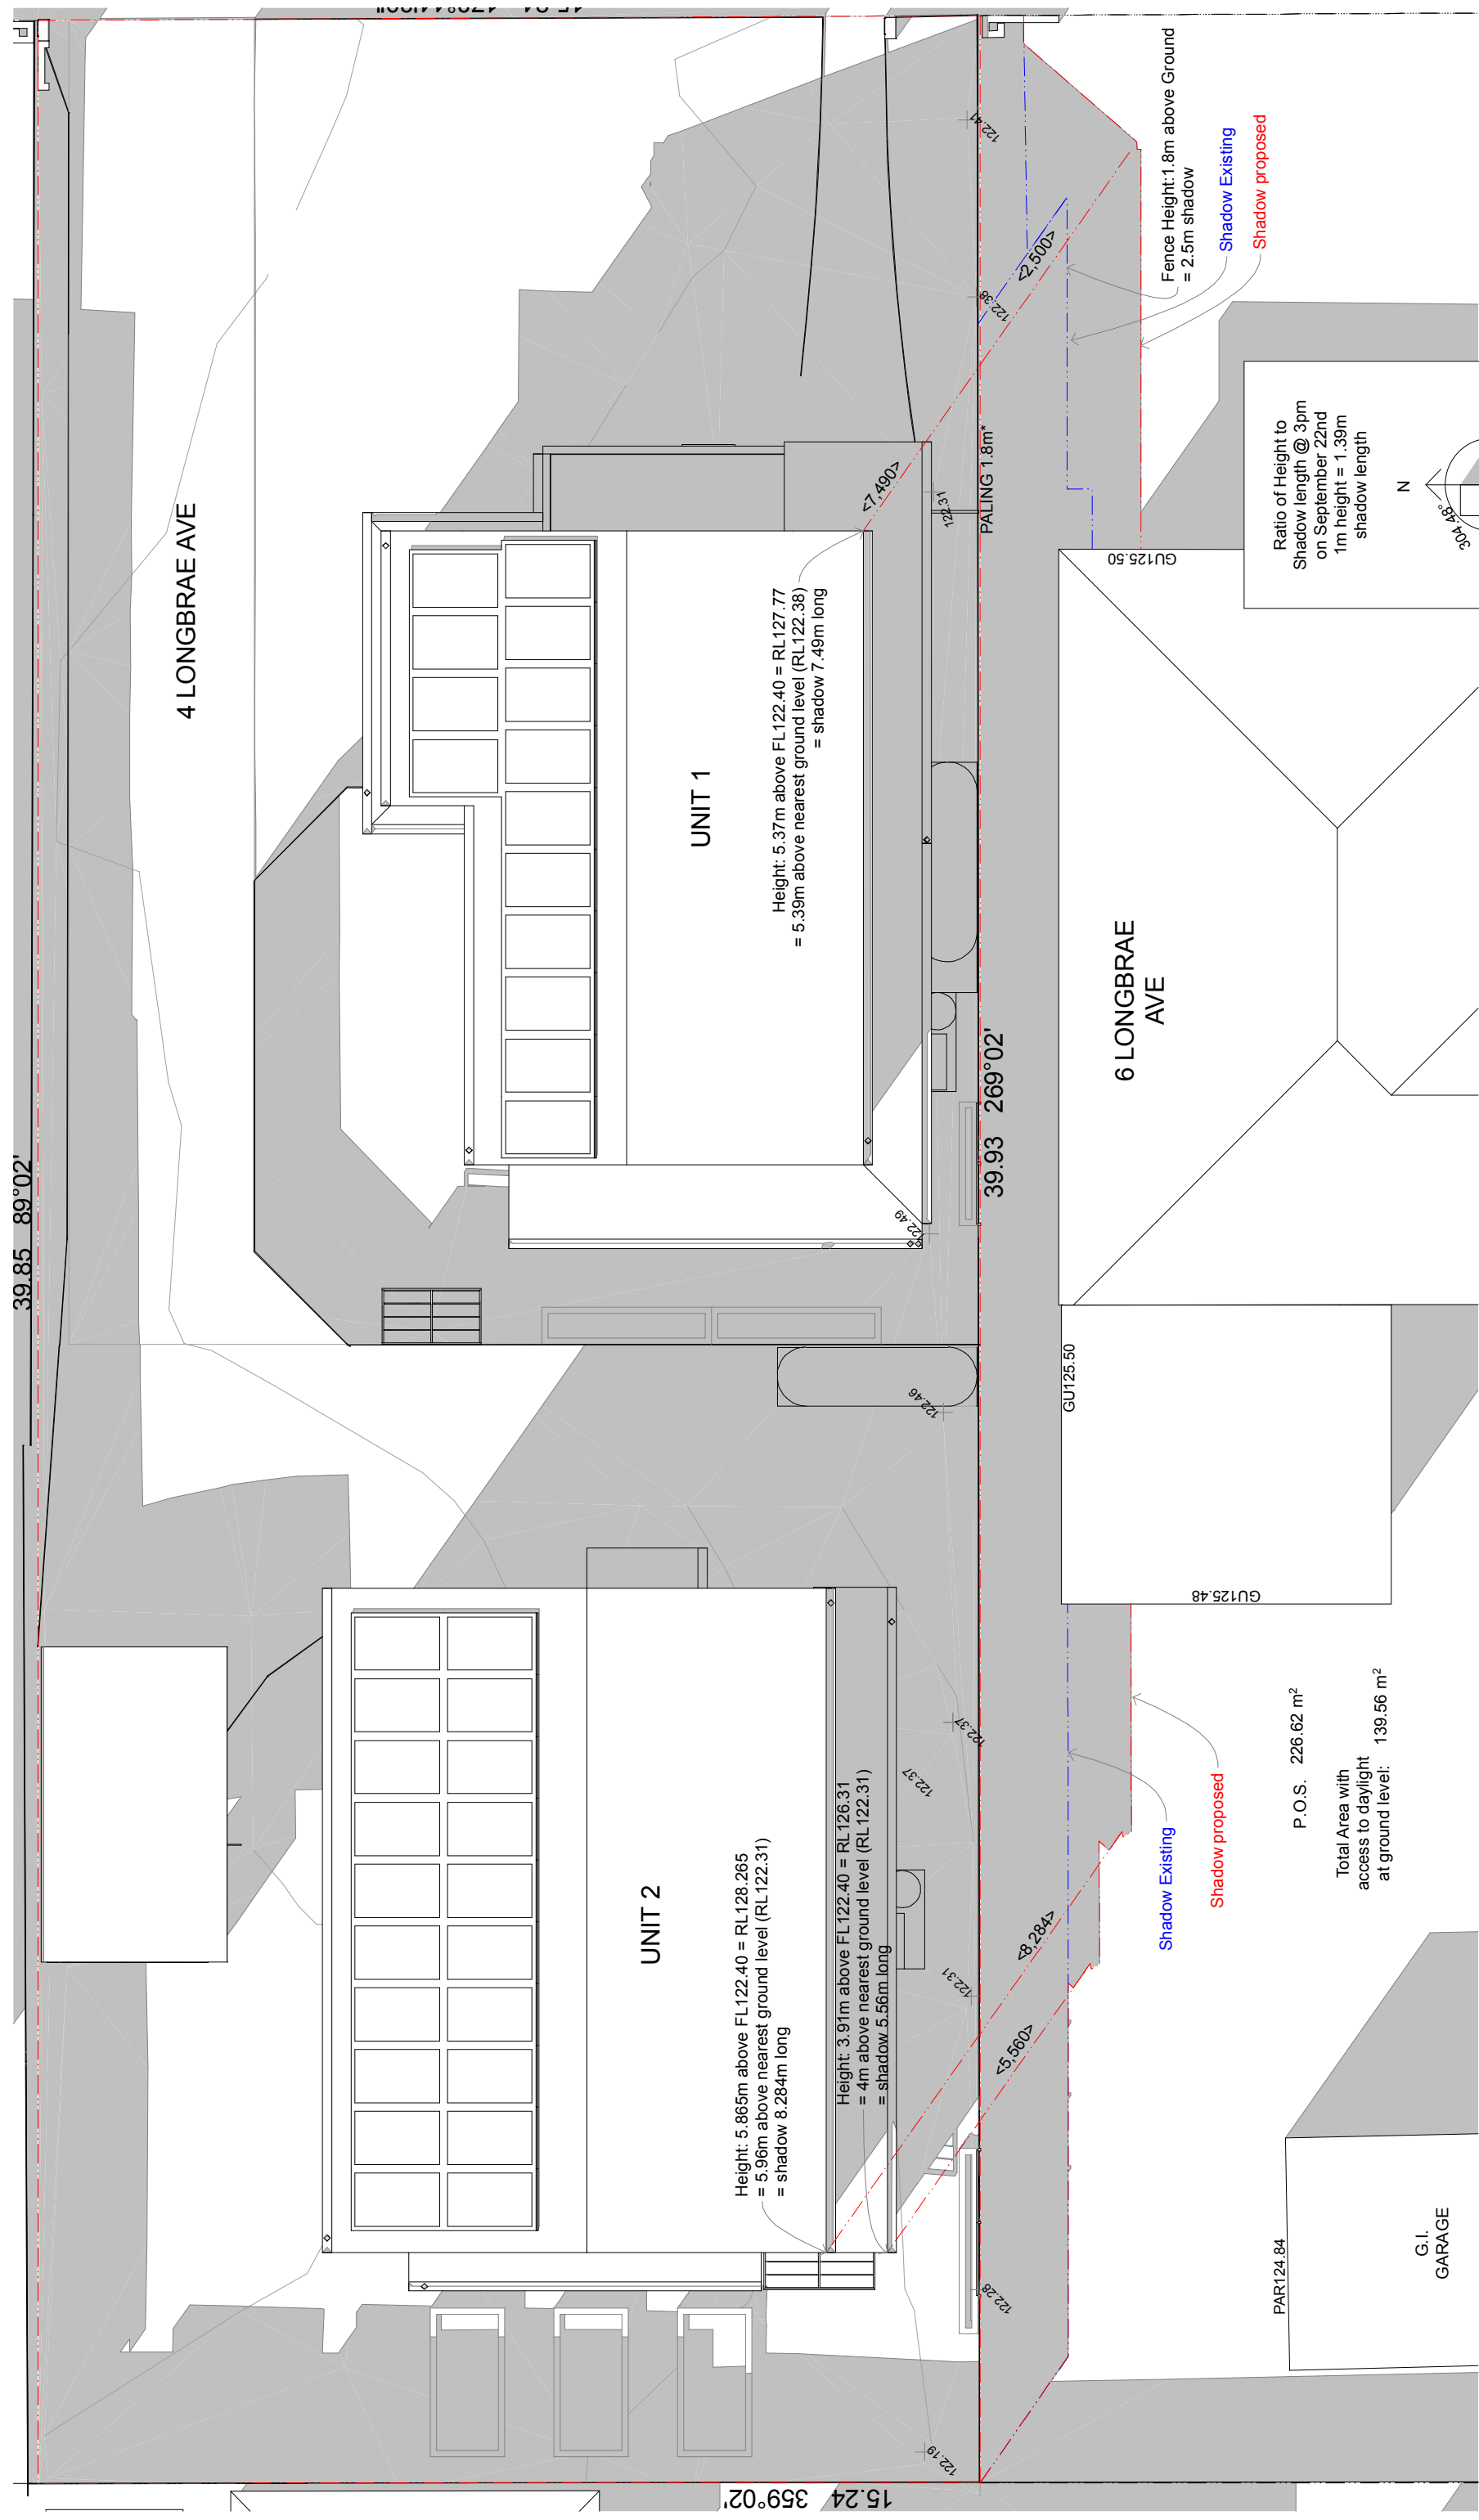 15.24 359°02'
39.85 89°02'
4 LONGBRAE AVE
UNIT 2
Height: 5.865m above FL122.40 = RL128.265
= 5.96m above nearest ground level (RL122.31)
= shadow 8.284m long
Height: 3.91m above FL122.40 = RL126.31
= 4m above nearest ground level (RL122.31)
= shadow 5.56m long
UNIT 1
Height: 5.37m above FL122.40 = RL127.77
= 5.39m above nearest ground level (RL122.38)
= shadow 7.49m long
122.19
122.28
122.31
122.37
122.37
122.46
122.31
122.38
122.41
<5,560>
<8,284>
<7,490>
<2,500>
39.93 269°02'
PALING 1.8m*
Shadow Existing
Shadow proposed
P.O.S. 226.62 m²
Total Area with
access to daylight
at ground level: 139.56 m²
PAR124.84
G.I.
GARAGE
GU125.48
GU125.50
6 LONGBRAE
AVE
GU125.50
Fence Height:1.8m above Ground
= 2.5m shadow
Shadow Existing
Shadow proposed
Ratio of Height to
Shadow length @ 3pm
on September 22nd
1m height = 1.39m
shadow length
N
304.48°